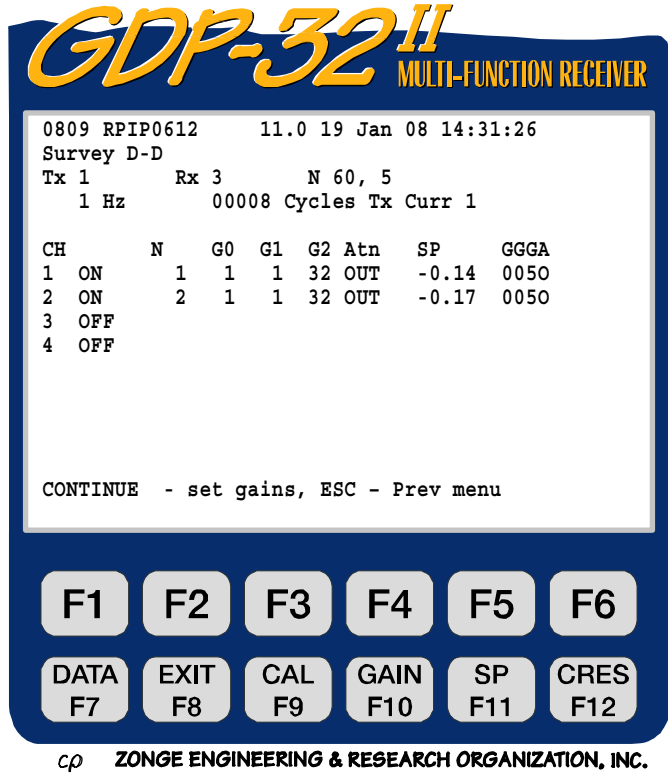 GDP-32 II
MULTI-FUNCTION RECEIVER
0809 RPIP0612 11.0 19 Jan 08 14:31:26
Survey D-D
Tx 1 Rx 3 N 60, 5
1 Hz 00008 Cycles Tx Curr 1
CH N G0 G1 G2 Atn SP GGGA
1 ON 1 1 1 32 OUT -0.14 005O
2 ON 2 1 1 32 OUT -0.17 005O
3 OFF
4 OFF
CONTINUE - set gains, ESC – Prev menu
F1 F2 F3 F4 F5 F6
DATA F7 EXIT F8 CAL F9 GAIN F10 SP F11 CRES F12
cρ ZONGE ENGINEERING & RESEARCH ORGANIZATION, INC.